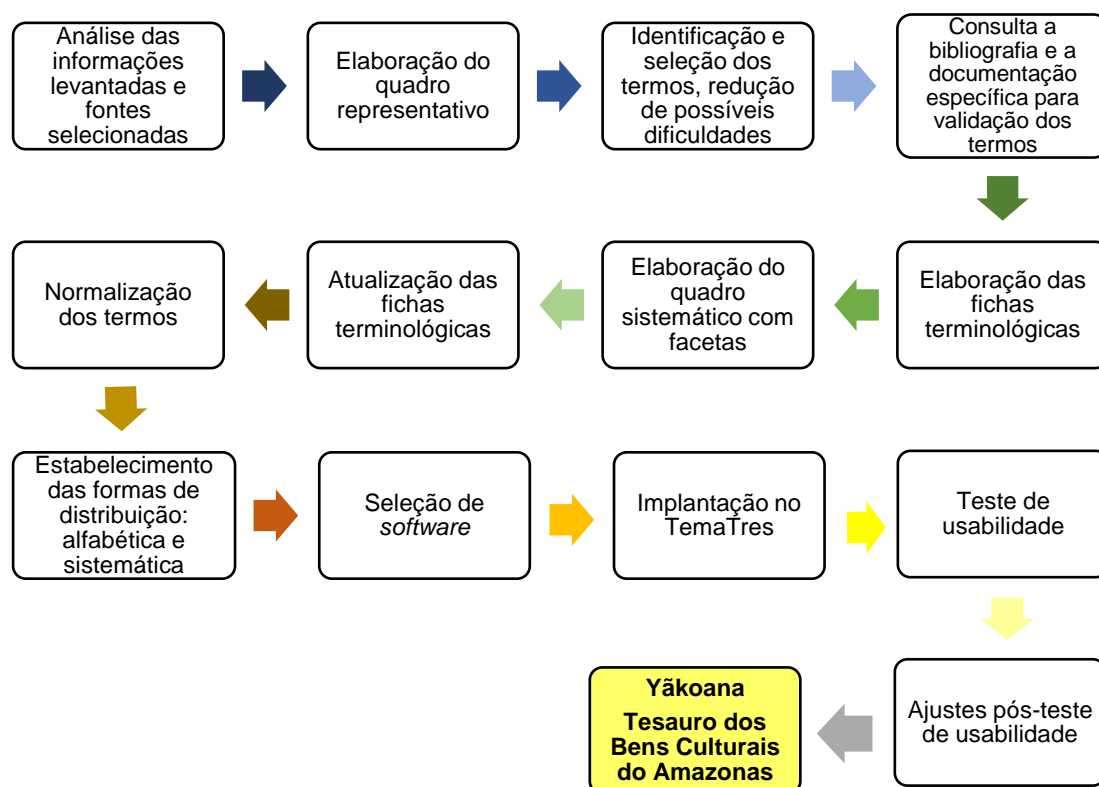 Análise das
informações
levantadas e
fontes
selecionadas
Elaboração do
quadro
representativo
Identificação e
seleção dos
termos, redução
de possíveis
dificuldades
Consulta a
bibliografia e a
documentação
específica para
validação dos
termos
Elaboração das
fichas
terminológicas
Elaboração do
quadro
sistemático com
facetas
Atualização das
fichas
terminológicas
Normalização
dos termos
Estabelecimento
das formas de
distribuição:
alfabética e
sistemática
Seleção de
software
Implantação no
TemaTres
Teste de
usabilidade
Ajustes pós-teste
de usabilidade
Yãkoana
Tesauro dos
Bens Culturais
do Amazonas